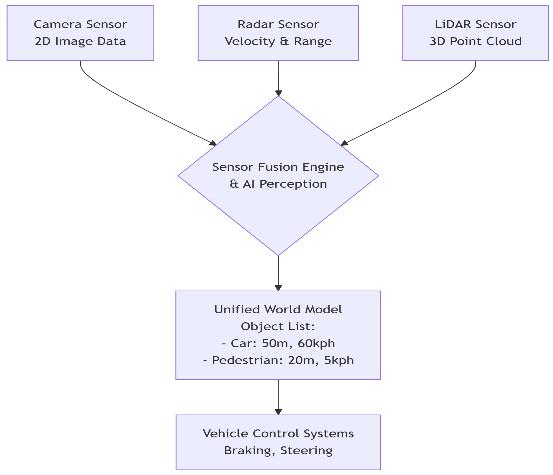 Camera Sensor
2D Image Data
Radar Sensor
Velocity & Range
LiDAR Sensor
3D Point Cloud
Sensor Fusion Engine
& AI Perception
Unified World Model
Object List:
- Car: 50m, 60kph
- Pedestrian: 20m, 5kph
Vehicle Control Systems
Braking, Steering